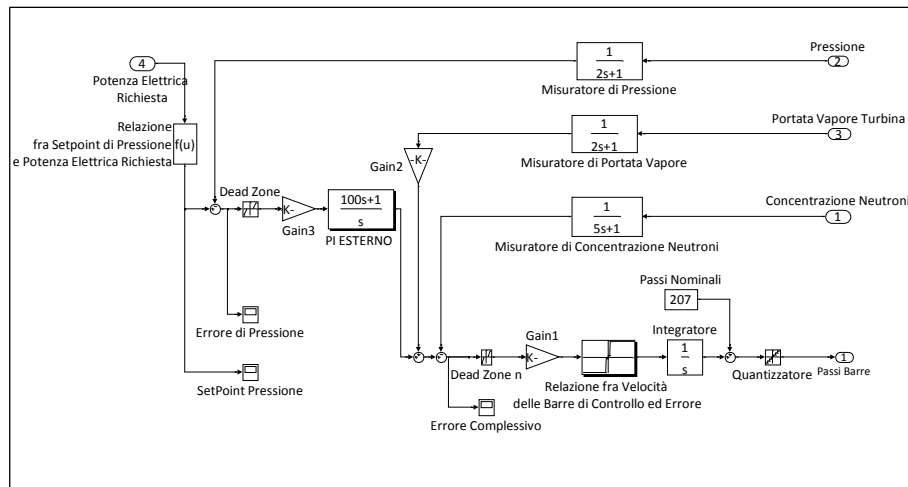 Pressione
2
1
2s+1
Misuratore di Pressione
4
Potenza Elettrica
Richiesta
Relazione
fra Setpoint di Pressione
e Potenza Elettrica Richiesta
f(u)
Portata Vapore Turbina
3
1
2s+1
Misuratore di Portata Vapore
-K-
Gain2
Dead Zone
K-
Gain3
100s+1
s
PI ESTERNO
Concentrazione Neutroni
1
1
5s+1
Misuratore di Concentrazione Neutroni
Errore di Pressione
SetPoint Pressione
Passi Nominali
207
Dead Zone n
Gain1
K-
Relazione fra Velocità
delle Barre di Controllo ed Errore
Integratore
1
s
Quantizzatore
1
Passi Barre
Errore Complessivo